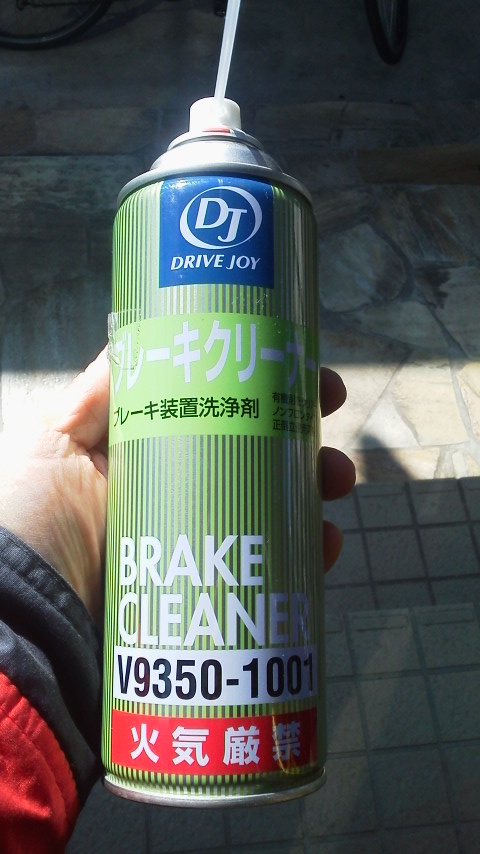 DJ
DRIVE JOY
ブレーキクリーナー
ブレーキ装置洗浄剤
BRAKE
CLEANER
V9350-1001
火気厳禁